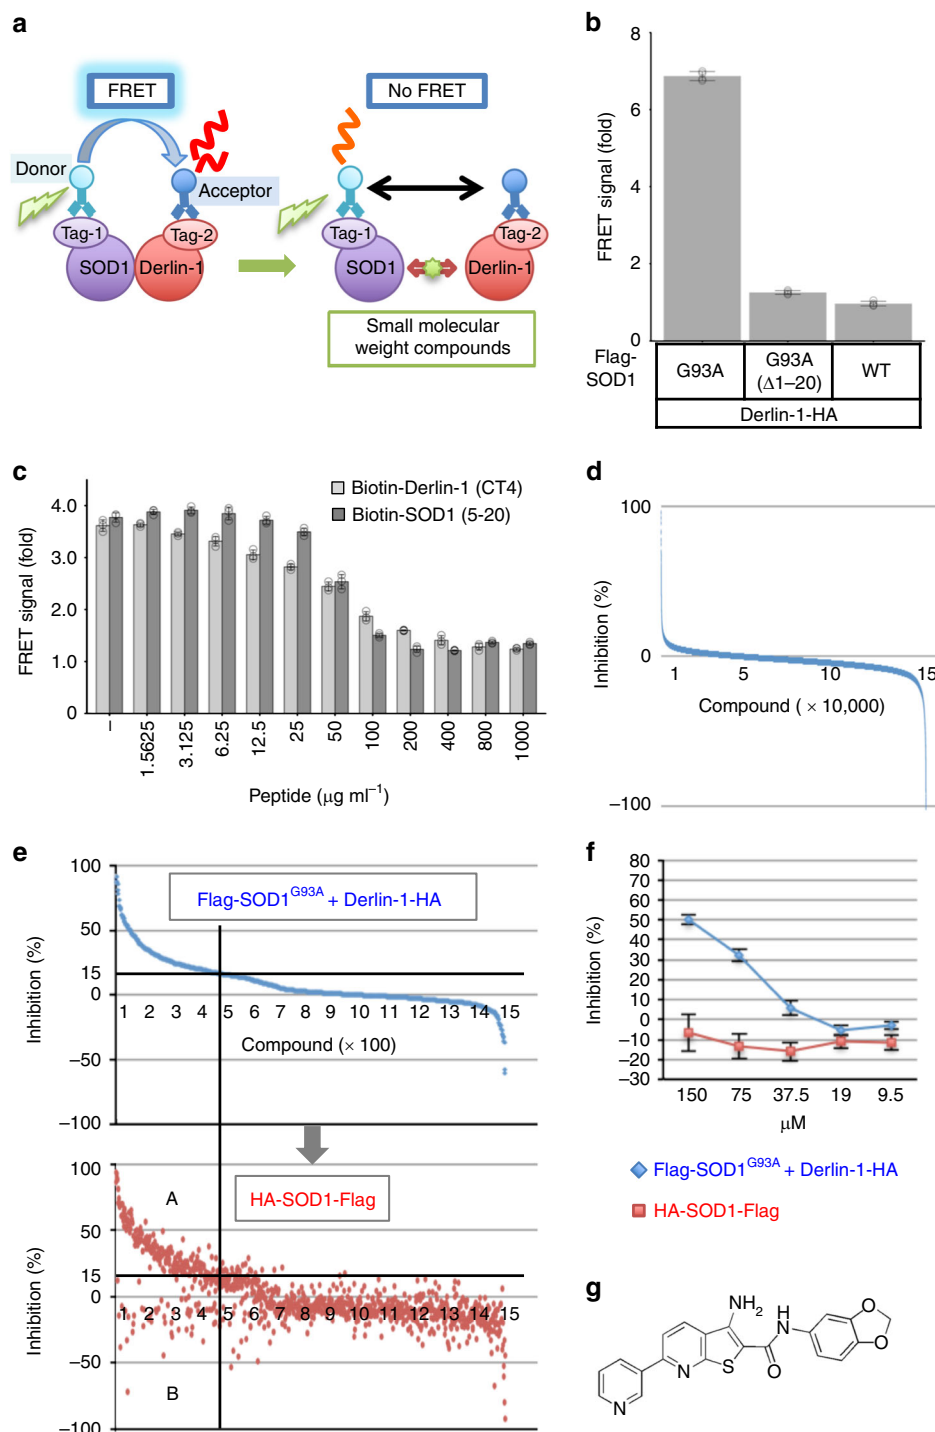 a
FRET
No FRET
Donor
Acceptor
Tag-1
Tag-2
SOD1
Derlin-1
Tag-1
Tag-2
SOD1
Derlin-1
Small molecular
weight compounds
b
FRET signal (fold)
8
6
4
2
0
Flag-
SOD1
G93A
G93A
(Δ1–20)
WT
Derlin-1-HA
c
FRET signal (fold)
4.0
3.0
2.0
1.0
0
Biotin-Derlin-1 (CT4)
Biotin-SOD1 (5-20)
–
1.5625
3.125
6.25
12.5
25
50
100
200
400
800
1000
Peptide (μg ml−1)
d
Inhibition (%)
100
0
−100
1 5 10 15
Compound ( × 10,000)
e
Inhibition (%)
100
50
15
0
−50
−100
Flag-SOD1G93A + Derlin-1-HA
1 2 3 4 5 6 7 8 9 10 11 12 13 14 15
Compound (× 100)
Inhibition (%)
100
50
15
0
−50
−100
A
HA-SOD1-Flag
1 2 3 4 5 6 7 8 9 10 11 12 13 14 15
B
f
Inhibition (%)
80
70
60
50
40
30
20
10
0
−10
−20
−30
150 75 37.5 19 9.5
μM
Flag-SOD1G93A + Derlin-1-HA
HA-SOD1-Flag
g
NH2
H
N
O
O
O
N
S
N